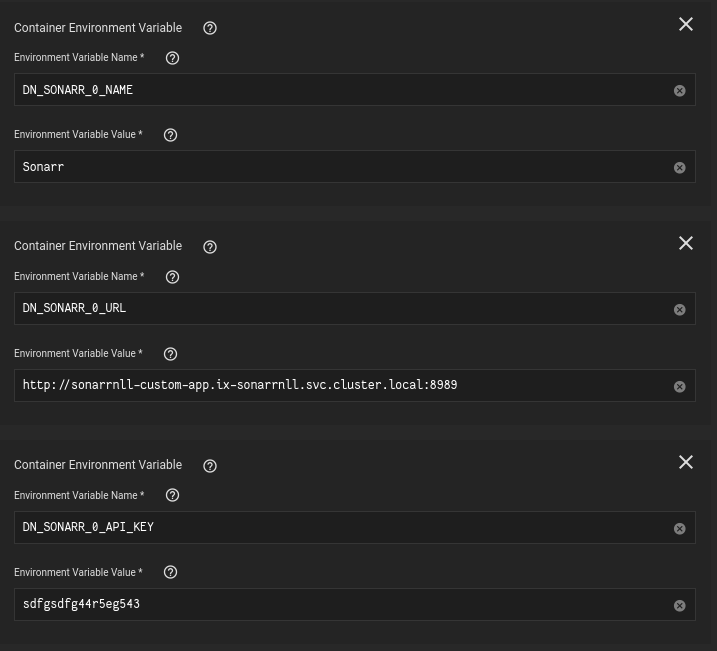 Container Environment Variable
Environment Variable Name *
DN_SONARR_0_NAME
Environment Variable Value *
Sonarr
Container Environment Variable
Environment Variable Name *
DN_SONARR_0_URL
Environment Variable Value *
http://sonarrnll-custom-app.ix-sonarrnll.svc.cluster.local:8989
Container Environment Variable
Environment Variable Name *
DN_SONARR_0_API_KEY
Environment Variable Value *
sdfgsdfg44r5eg543